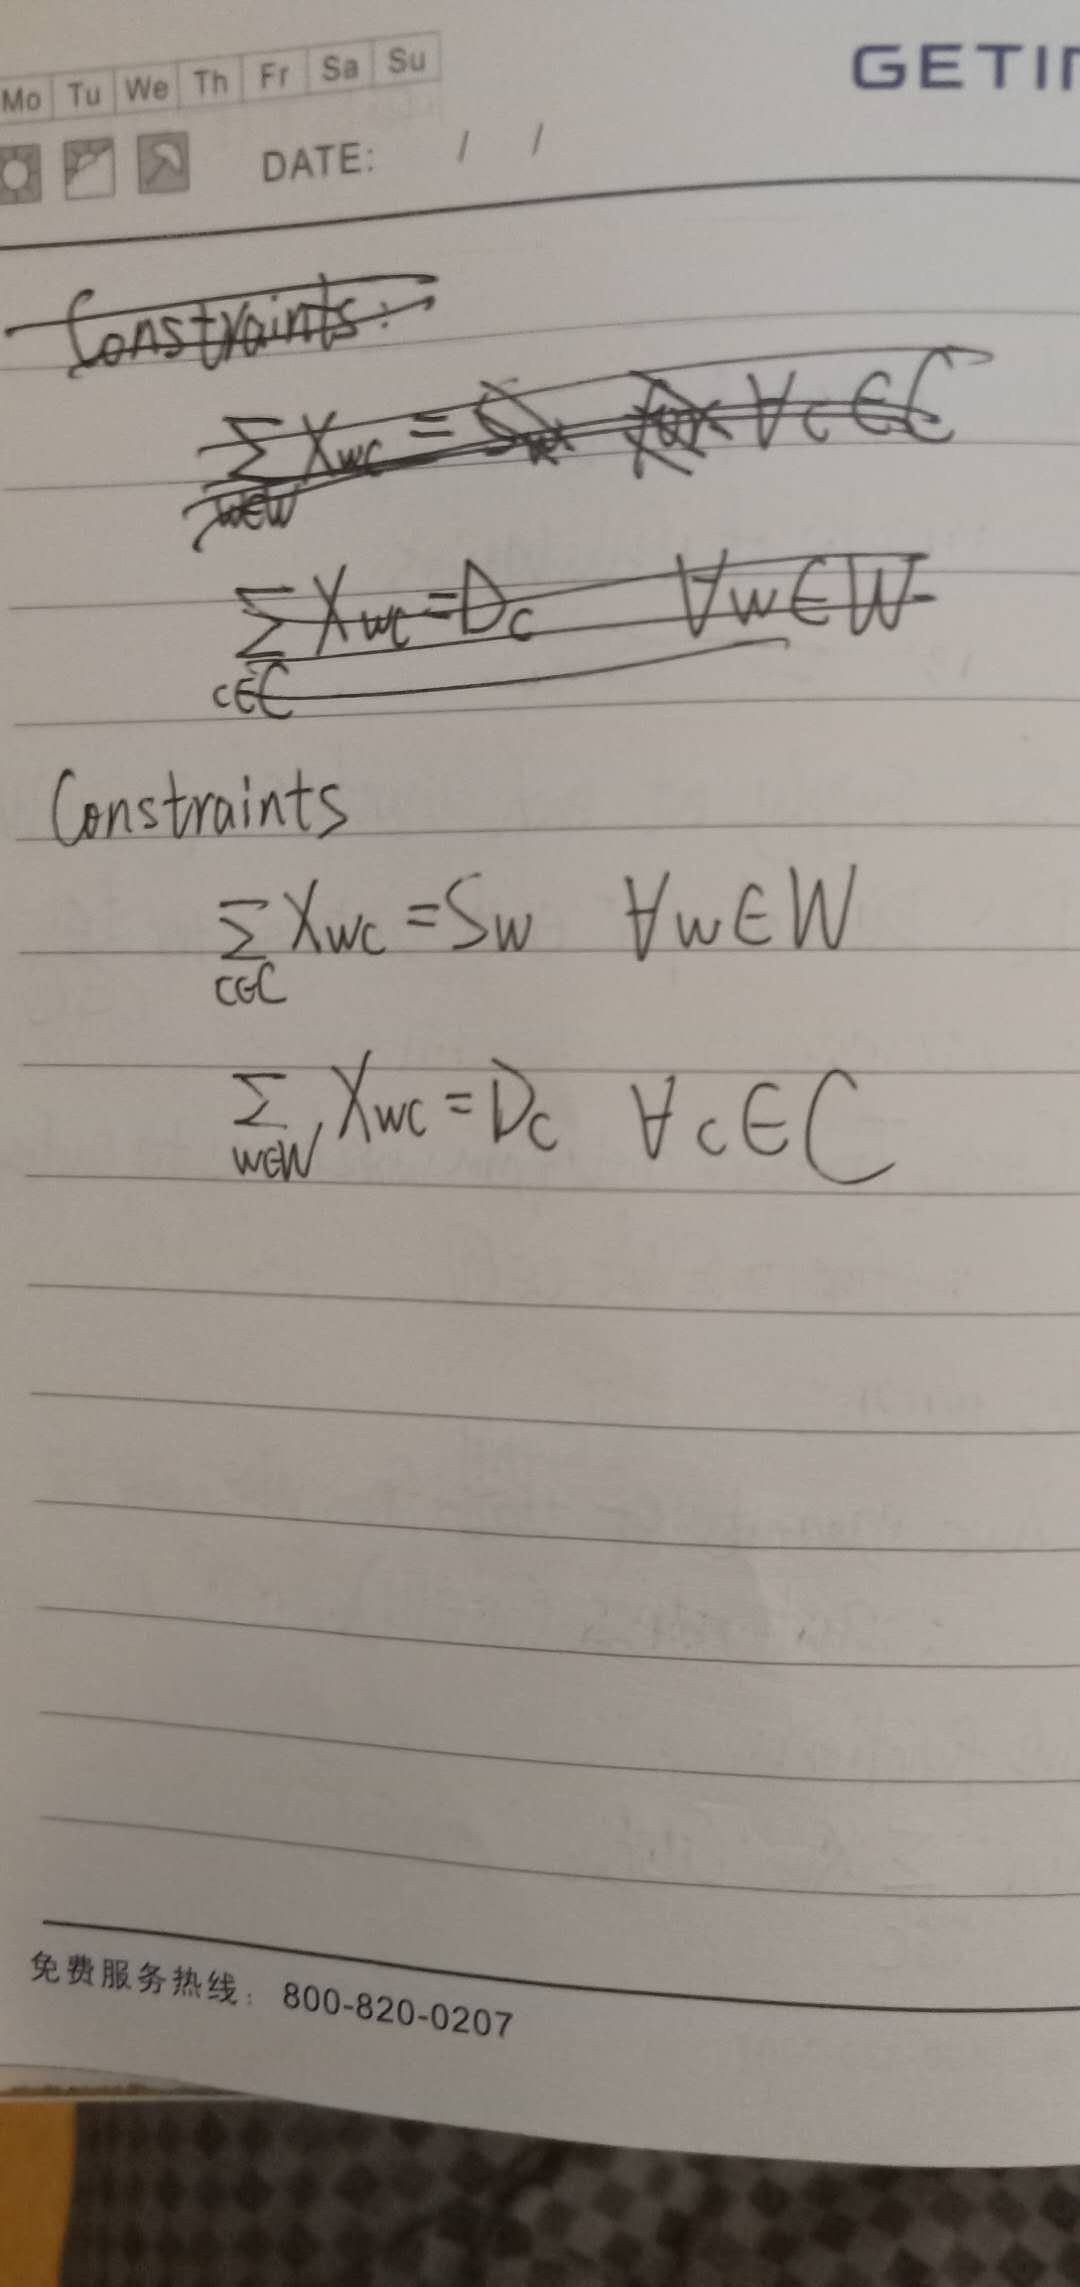 Mo Tu We Th Fr Sa Su
GETI
DATE: / /
Constraints:
∑ Xwc = Sw for ∀c∈C
w∈W
∑ Xwc = Dc ∀w∈W
c∈C
Constraints
∑ Xwc = Sw ∀w∈W
c∈C
∑ Xwc = Dc ∀c∈C
w∈W
免费服务热线: 800-820-0207